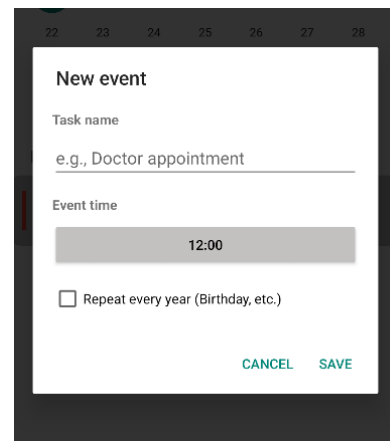 22 23 24 25 26 27 28
New event
Task name
e.g., Doctor appointment
Event time
12:00
Repeat every year (Birthday, etc.)
CANCEL SAVE